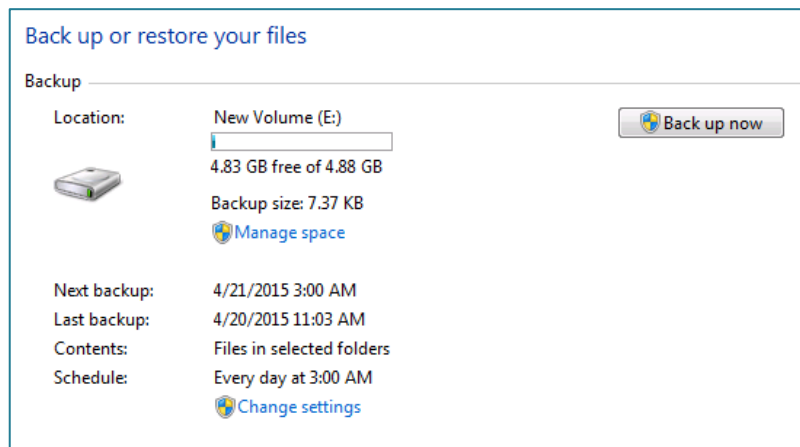 Back up or restore your files
Backup
Location: New Volume (E:) Back up now
4.83 GB free of 4.88 GB
Backup size: 7.37 KB
Manage space
Next backup: 4/21/2015 3:00 AM
Last backup: 4/20/2015 11:03 AM
Contents: Files in selected folders
Schedule: Every day at 3:00 AM
Change settings